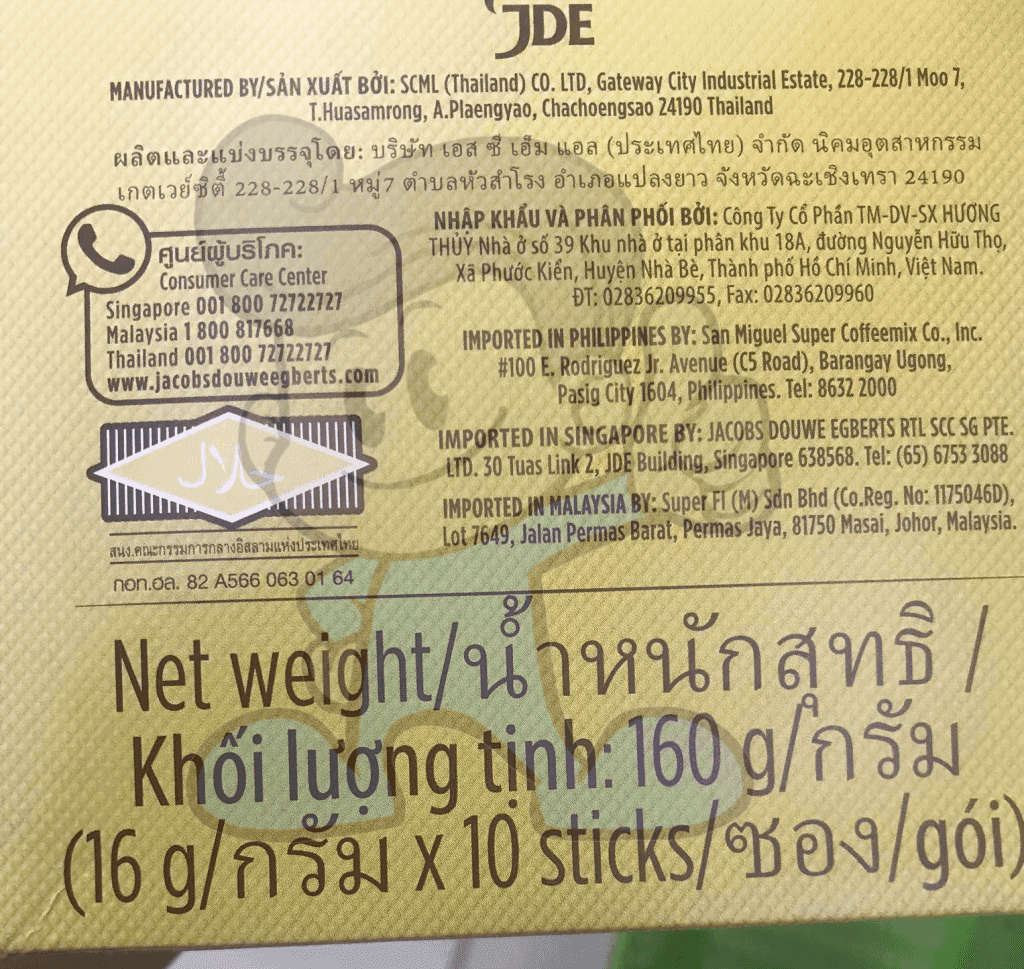 JDE
MANUFACTURED BY/SẢN XUẤT BỞI: SCML (Thailand) CO. LTD, Gateway City Industrial Estate, 228-228/1 Moo 7,
T.Huasamrong, A.Plaengyao, Chachoengsao 24190 Thailand
ผลิตและแบ่งบรรจุโดย: บริษัท เอส ซี เอ็ม แอล (ประเทศไทย) จำกัด นิคมอุตสาหกรรม
เกตเวย์ซิตี้ 228-228/1 หมู่7 ตำบลหัวสำโรง อำเภอแปลงยาว จังหวัดฉะเชิงเทรา 24190
ศูนย์ผู้บริโภค:
Consumer Care Center
Singapore 001 800 72722727
Malaysia 1 800 817668
Thailand 001 800 72722727
www.jacobsdouweegberts.com
حلال
สนง.คณะกรรมการกลางอิสลามแห่งประเทศไทย
กอท.ฮล. 82 A566 063 01 64
NHẬP KHẨU VÀ PHÂN PHỐI BỞI: Công Ty Cổ Phần TM-DV-SX HƯƠNG
THỦY Nhà ở số 39 Khu nhà ở tại phân khu 18A, đường Nguyễn Hữu Thọ,
Xã Phước Kiển, Huyện Nhà Bè, Thành phố Hồ Chí Minh, Việt Nam.
ĐT: 02836209955, Fax: 02836209960
IMPORTED IN PHILIPPINES BY: San Miguel Super Coffeemix Co., Inc.
#100 E. Rodriguez Jr. Avenue (C5 Road), Barangay Ugong,
Pasig City 1604, Philippines. Tel: 8632 2000
IMPORTED IN SINGAPORE BY: JACOBS DOUWE EGBERTS RTL SCC SG PTE.
LTD. 30 Tuas Link 2, JDE Building, Singapore 638568. Tel: (65) 6753 3088
IMPORTED IN MALAYSIA BY: Super FI (M) Sdn Bhd (Co.Reg. No: 1175046D),
Lot 7649, Jalan Permas Barat, Permas Jaya, 81750 Masai, Johor, Malaysia.
Net weight/น้ำหนักสุทธิ /
Khối lượng tịnh: 160 g/กรัม
(16 g/กรัม x 10 sticks/ซอง/gói)